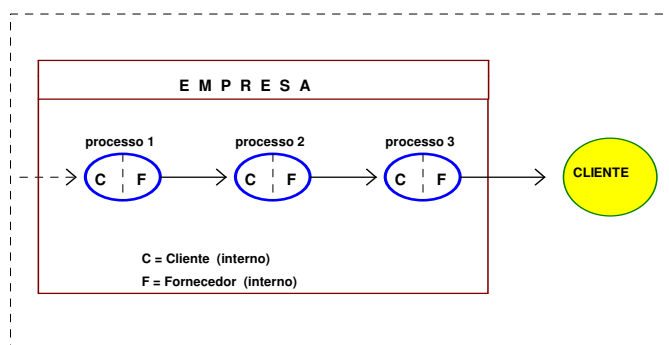 E M P R E S A
processo 1 processo 2 processo 3
C F C F C F CLIENTE
C = Cliente (interno)
F = Fornecedor (interno)